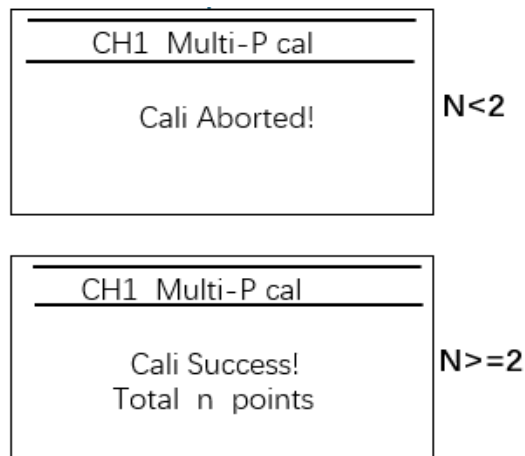 CH1 Multi-P cal
Cali Aborted!
N<2
CH1 Multi-P cal
Cali Success!
Total n points
N>=2